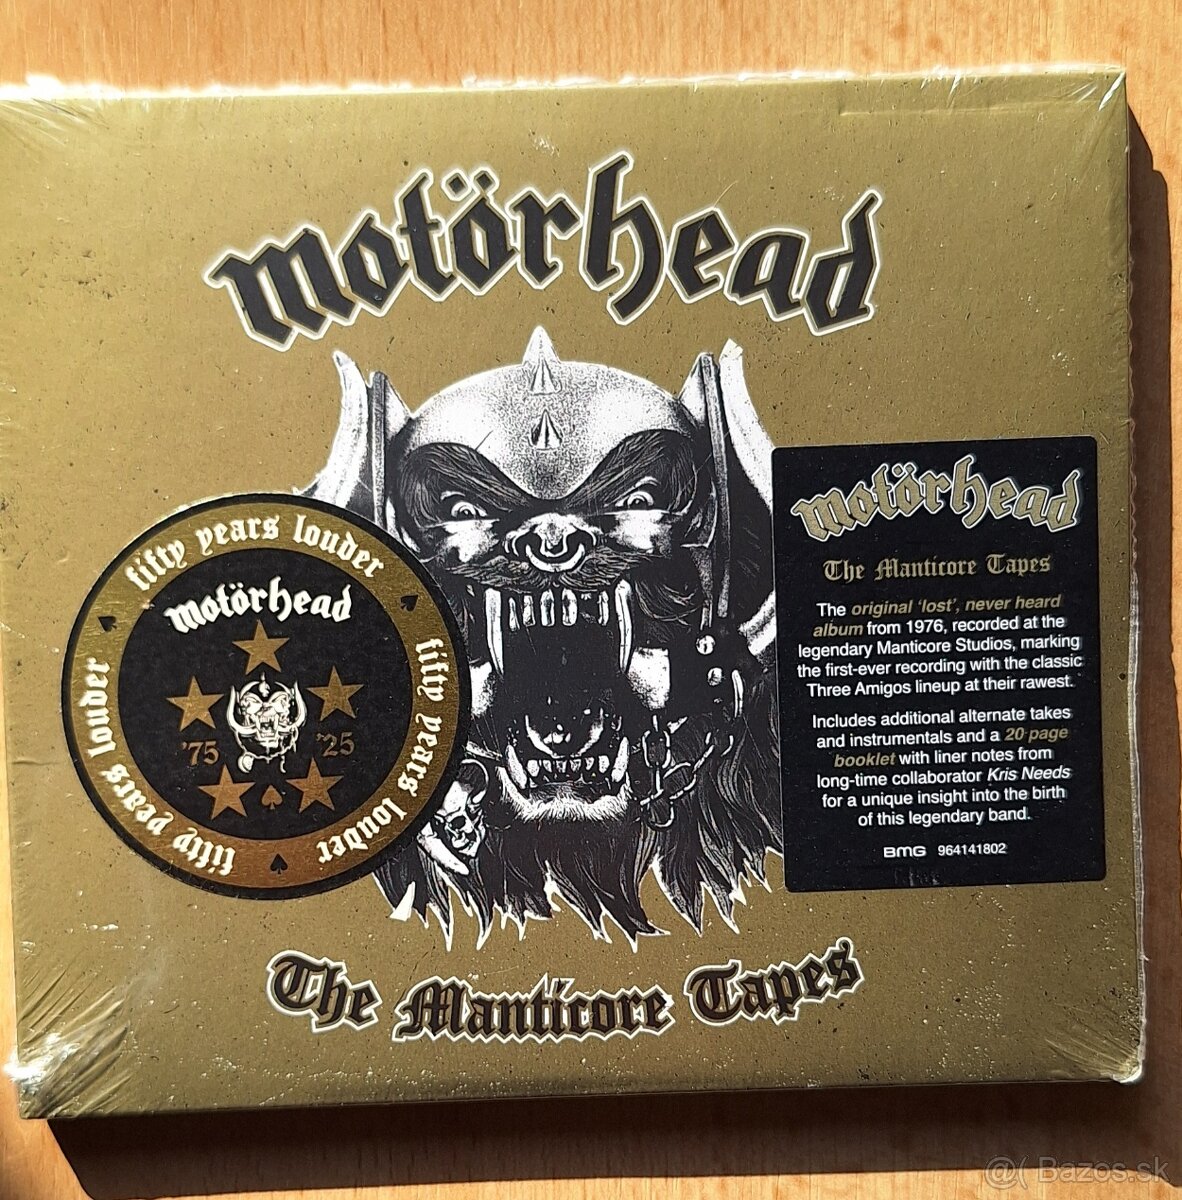 motörhead
fifty years louder
fifty years louder
fifty years louder
motörhead
'75 '25
motörhead
The Manticore Tapes
The original 'lost', never heard
album from 1976, recorded at the
legendary Manticore Studios, marking
the first-ever recording with the classic
Three Amigos lineup at their rawest.
Includes additional alternate takes
and instrumentals and a 20-page
booklet with liner notes from
long-time collaborator Kris Needs
for a unique insight into the birth
of this legendary band.
BMG 964141802
The Manticore Tapes
@( Bazos.sk